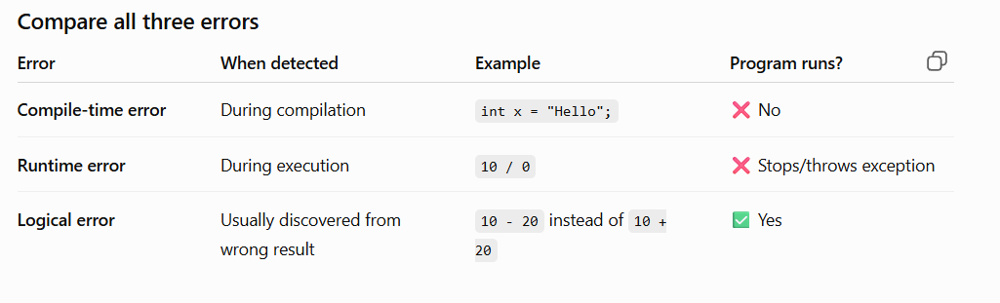 Compare all three errors
Error When detected Example Program runs?
Compile-time error During compilation int x = "Hello"; ❌ No
Runtime error During execution 10 / 0 ❌ Stops/throws exception
Logical error Usually discovered from 10 - 20 instead of 10 + ✅ Yes
wrong result 20